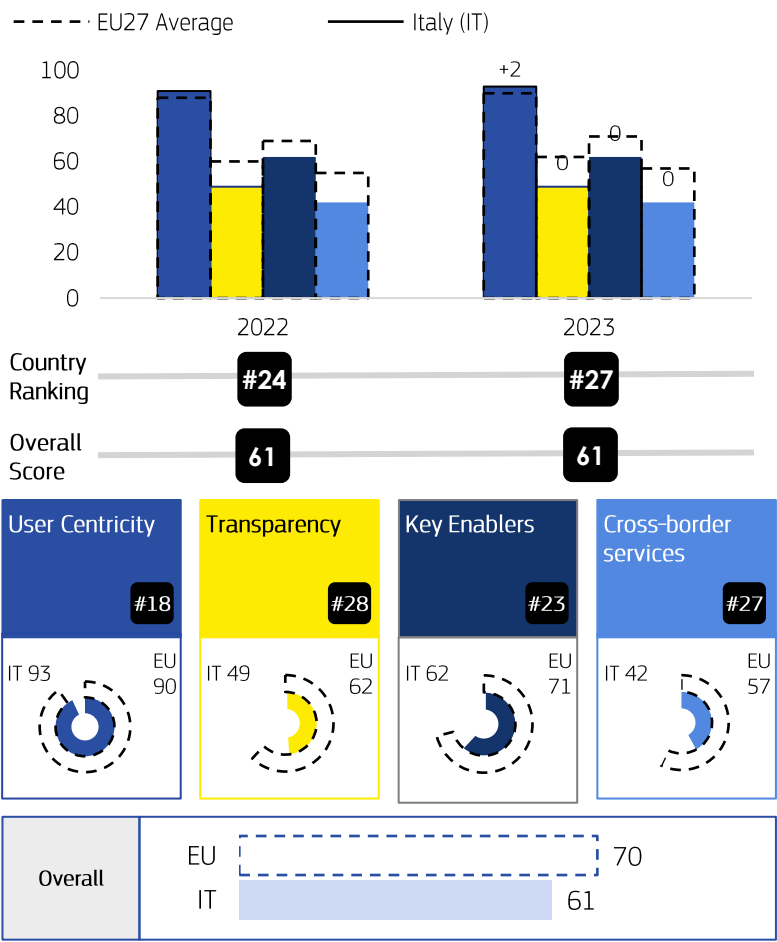 EU27 Average
Italy (IT)
100
80
60
40
20
0
+2
0
0
0
2022
2023
Country
Ranking
#24
#27
Overall
Score
61
61
User Centricity
#18
IT 93
EU
90
Transparency
#28
IT 49
EU
62
Key Enablers
#23
IT 62
EU
71
Cross-border
services
#27
IT 42
EU
57
Overall
EU
70
IT
61